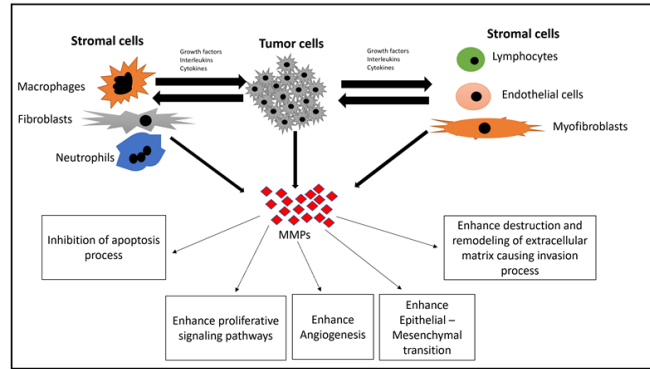 Stromal cells
Growth factors
Interleukins
Cytokines
Tumor cells
Growth factors
Interleukins
Cytokines
Stromal cells
Macrophages
Fibroblasts
Neutrophils
Lymphocytes
Endothelial cells
Myofibroblasts
MMPs
Inhibition of apoptosis
process
Enhance proliferative
signaling pathways
Enhance
Angiogenesis
Enhance
Epithelial –
Mesenchymal
transition
Enhance destruction and
remodeling of extracellular
matrix causing invasion
process